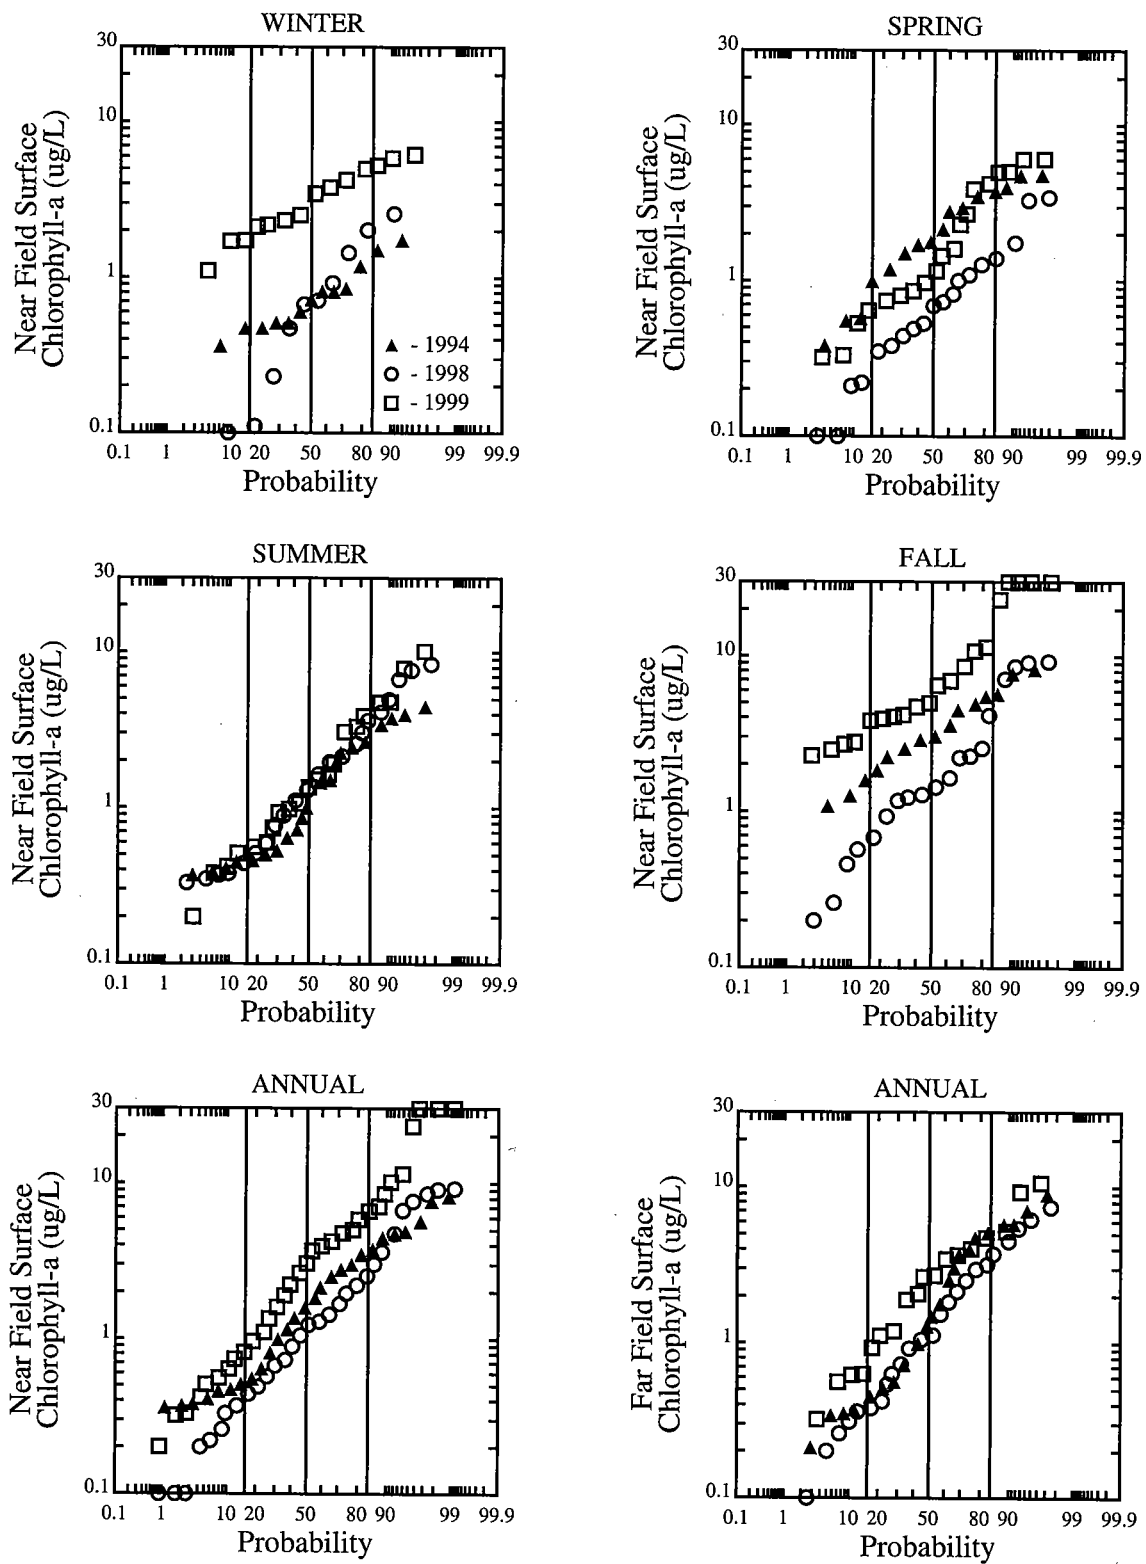 WINTER
30
10
1
0.1
Near Field Surface
Chlorophyll-a (ug/L)
▲ - 1994
○ - 1998
□ - 1999
0.1 1 10 20 50 80 90 99 99.9
Probability
SPRING
30
10
1
0.1
Near Field Surface
Chlorophyll-a (ug/L)
0.1 1 10 20 50 80 90 99 99.9
Probability
SUMMER
30
10
1
0.1
Near Field Surface
Chlorophyll-a (ug/L)
0.1 1 10 20 50 80 90 99 99.9
Probability
FALL
30
10
1
0.1
Near Field Surface
Chlorophyll-a (ug/L)
0.1 1 10 20 50 80 90 99 99.9
Probability
ANNUAL
30
10
1
0.1
Near Field Surface
Chlorophyll-a (ug/L)
0.1 1 10 20 50 80 90 99 99.9
Probability
ANNUAL
30
10
1
0.1
Far Field Surface
Chlorophyll-a (ug/L)
0.1 1 10 20 50 80 90 99 99.9
Probability